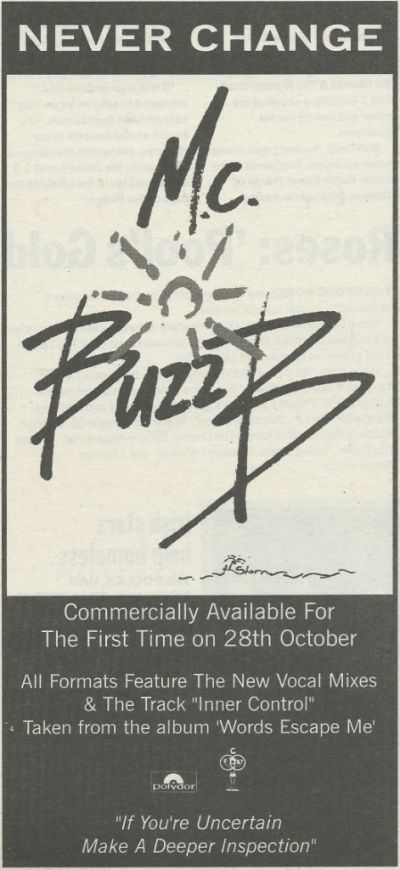 NEVER CHANGE
M.c.
Buzz B
Commercially Available For
The First Time on 28th October
All Formats Feature The New Vocal Mixes
& The Track "Inner Control"
Taken from the album 'Words Escape Me'
polydor
"If You're Uncertain
Make A Deeper Inspection"